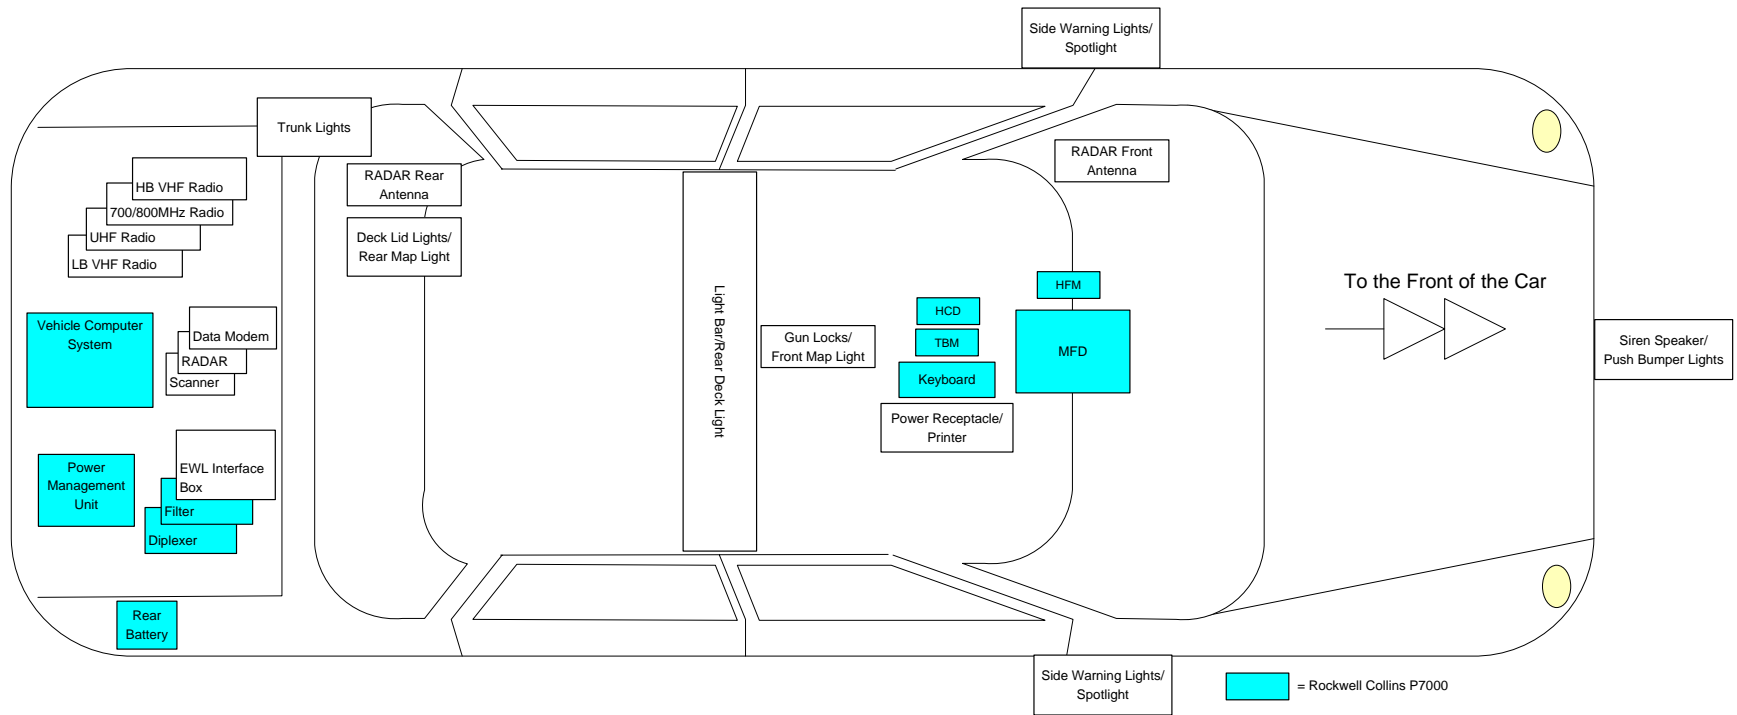 Side Warning Lights/
Spotlight
Trunk Lights
RADAR Rear
Antenna
RADAR Front
Antenna
HB VHF Radio
700/800MHz Radio
UHF Radio
LB VHF Radio
Deck Lid Lights/
Rear Map Light
Light Bar/Rear Deck Light
To the Front of the Car
HFM
HCD
TBM
MFD
Keyboard
Gun Locks/
Front Map Light
Power Receptacle/
Printer
Siren Speaker/
Push Bumper Lights
Vehicle Computer
System
Data Modem
RADAR
Scanner
Power
Management
Unit
EWL Interface
Box
Filter
Diplexer
Rear
Battery
Side Warning Lights/
Spotlight
= Rockwell Collins P7000